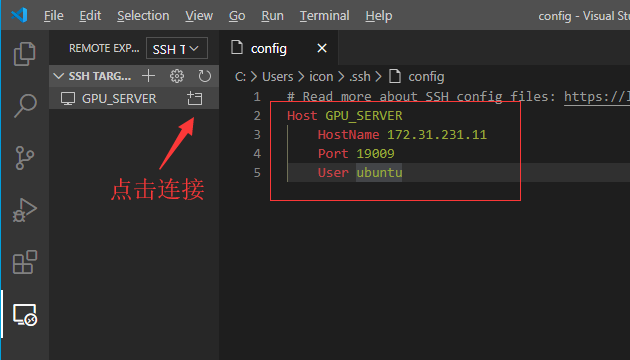 File Edit View Go Run Terminal Help config - Visual Stu
REMOTE EXP... SSH T
config
SSH TARG...
C: > Users > icon > .ssh > config
GPU_SERVER
点击连接
1 # Read more about SSH config files: https://l
2 Host GPU_SERVER
3 HostName 172.31.231.11
4 Port 19009
5 User ubuntu